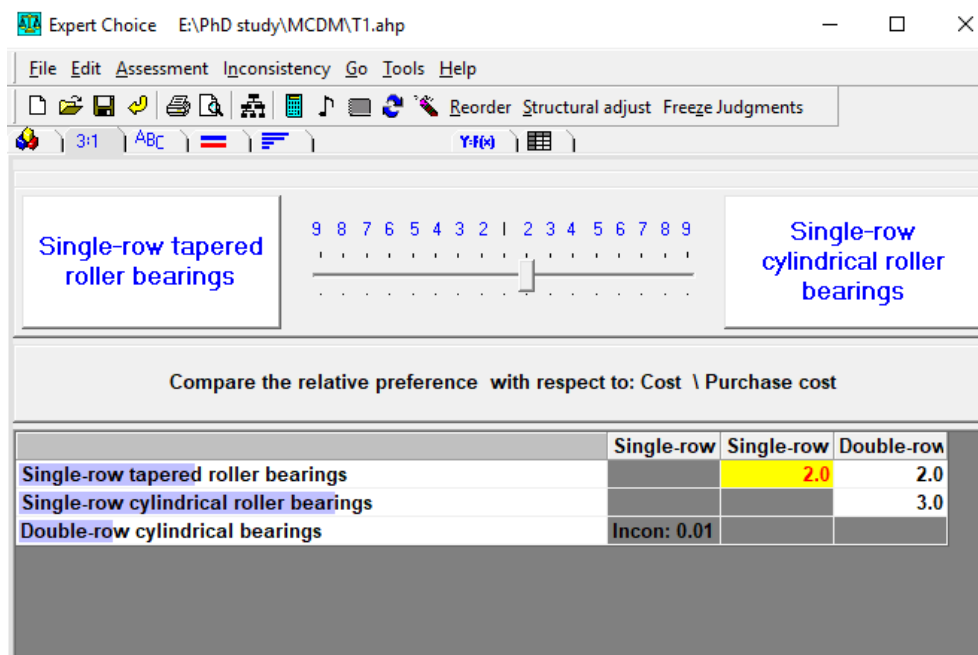 Expert Choice E:\PhD study\MCDM\T1.ahp
File Edit Assessment Inconsistency Go Tools Help
Reorder Structural adjust Freeze Judgments
3:1 ABC Y=F(x)
9 8 7 6 5 4 3 2 1 2 3 4 5 6 7 8 9
Single-row tapered
roller bearings
Single-row
cylindrical roller
bearings
Compare the relative preference with respect to: Cost \ Purchase cost
Single-row Single-row Double-row
Single-row tapered roller bearings 2.0 2.0
Single-row cylindrical roller bearings 3.0
Double-row cylindrical bearings Incon: 0.01